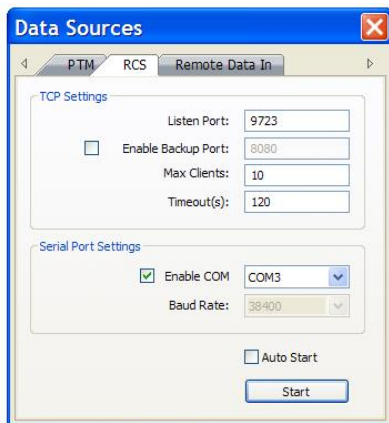 Data Sources
PTM RCS Remote Data In
TCP Settings
Listen Port: 9723
Enable Backup Port: 8080
Max Clients: 10
Timeout(s): 120
Serial Port Settings
Enable COM COM3
Baud Rate: 38400
Auto Start
Start